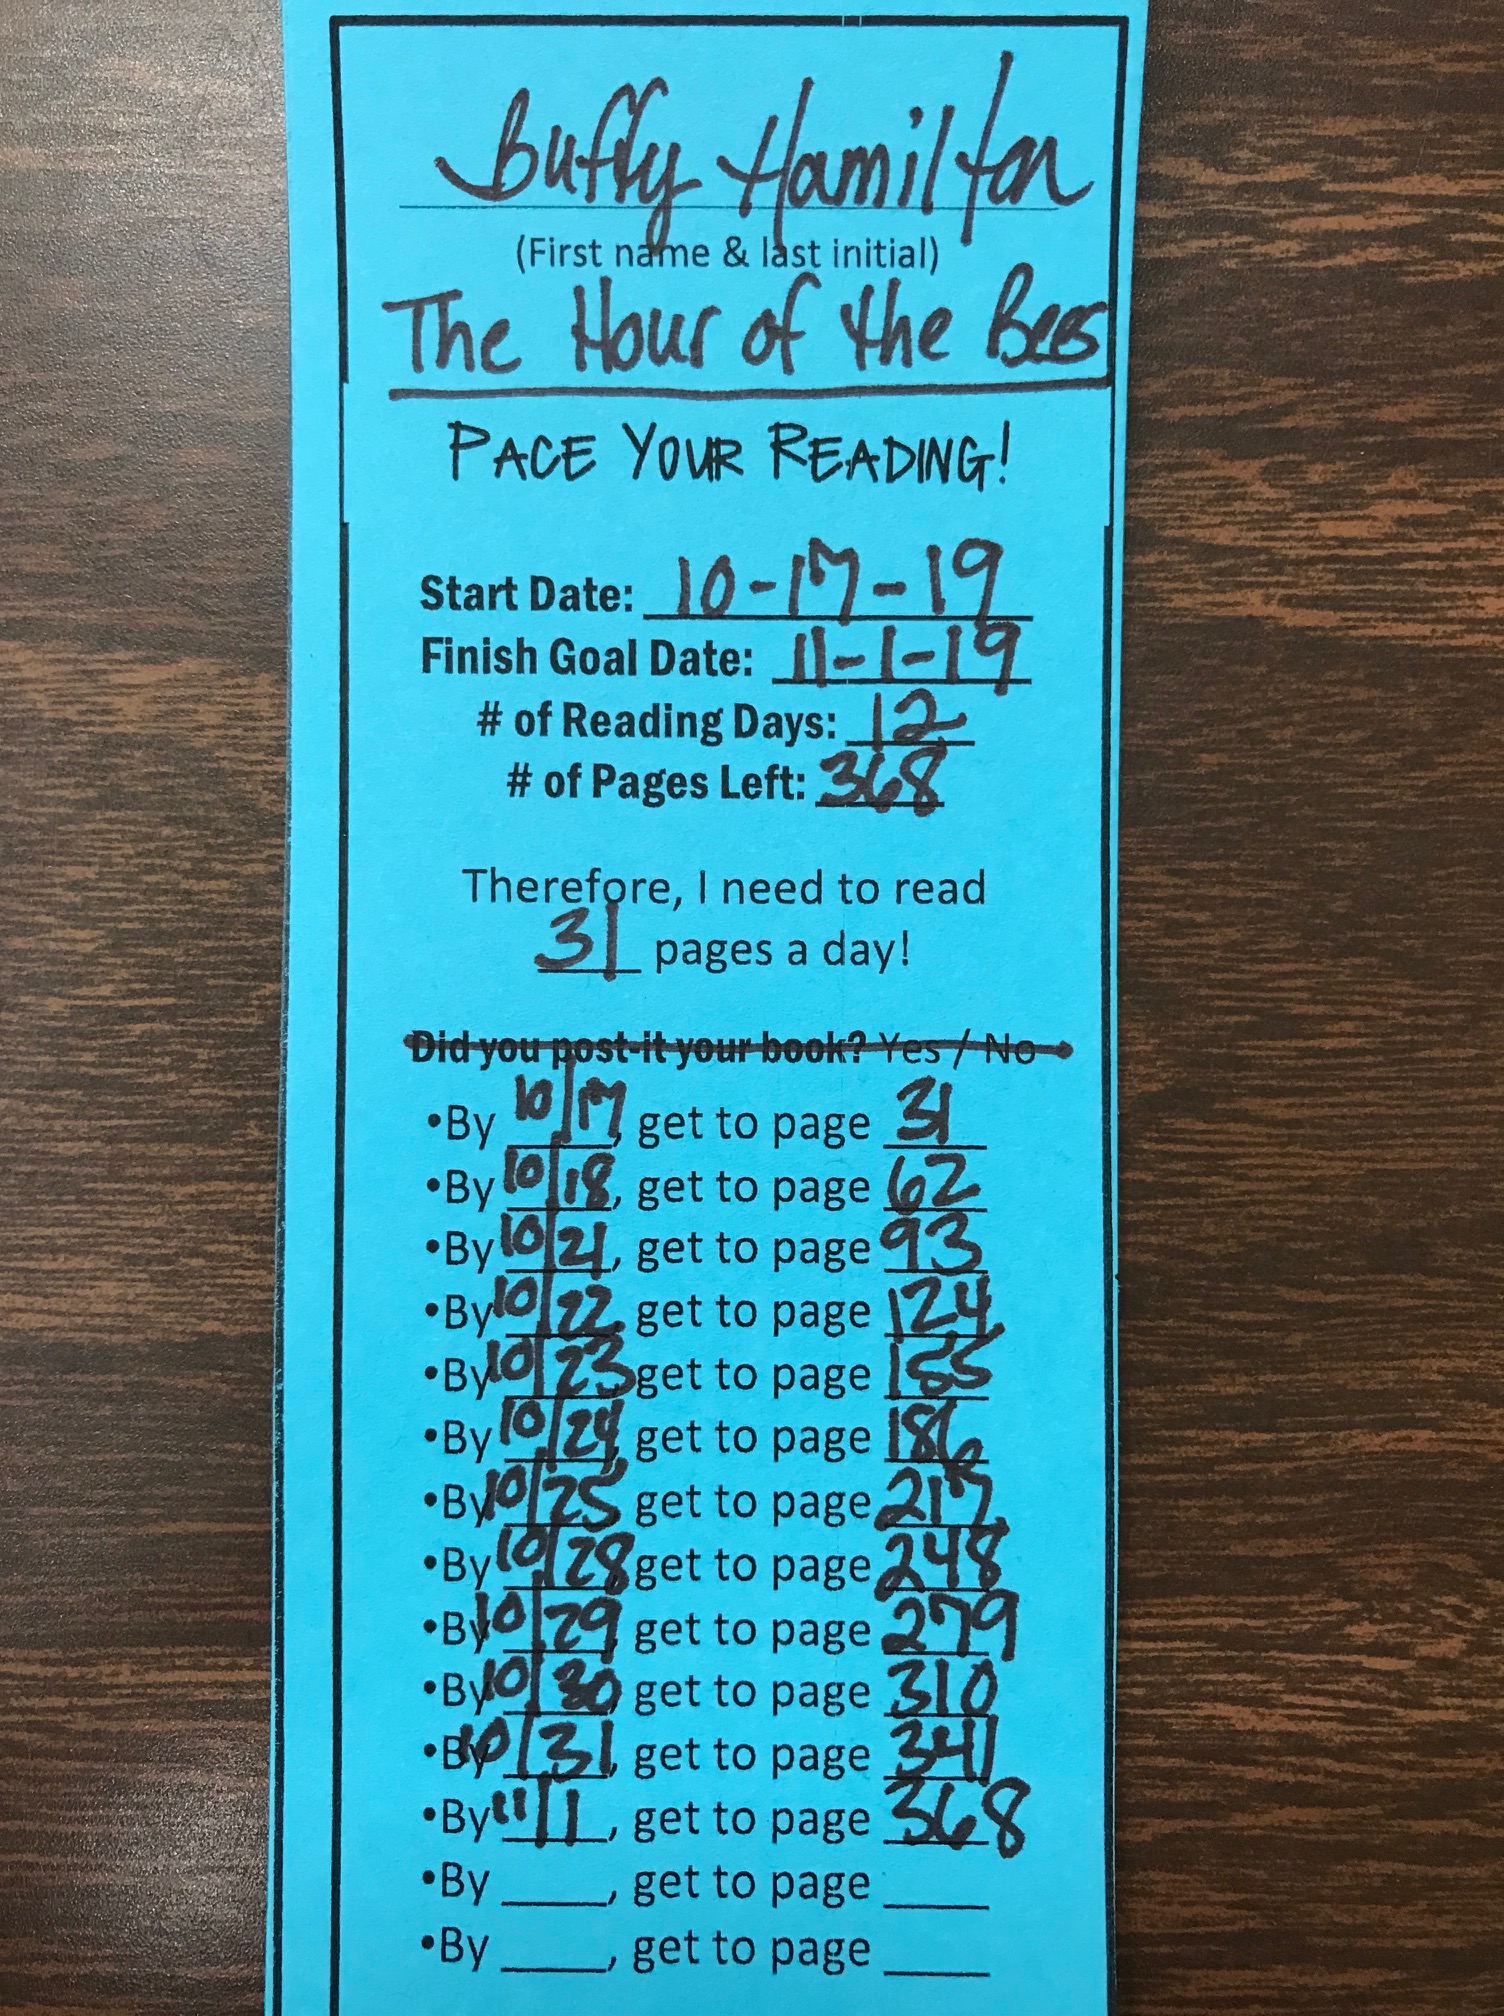 Buffy Hamilton
(First name & last initial)
The Hour of the Bees
PACE YOUR READING!
Start Date: 10-17-19
Finish Goal Date: 11-1-19
# of Reading Days: 12
# of Pages Left: 368
Therefore, I need to read
31 pages a day!
Did you post-it your book? Yes / No
•By 10/17, get to page 31
•By 10/18, get to page 62
•By 10/21, get to page 93
•By 10/22, get to page 124
•By 10/23 get to page 155
•By 10/24, get to page 186
•By 10/25 get to page 217
•By 10/28 get to page 248
•By 10/29, get to page 279
•By 10/30, get to page 310
•By 10/31, get to page 341
•By 11/1, get to page 368
•By ____, get to page ____
•By ____, get to page ____